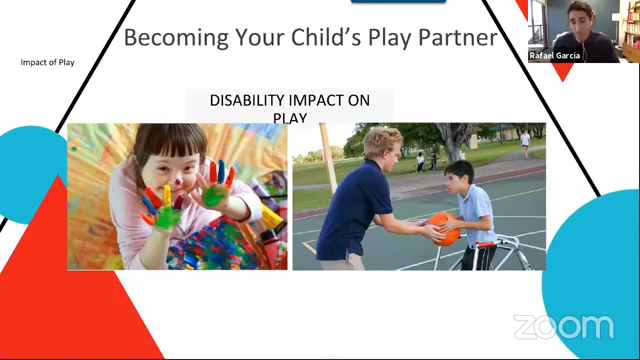 Becoming Your Child's Play Partner
Rafael Garcia
Impact of Play
DISABILITY IMPACT ON
PLAY
zoom